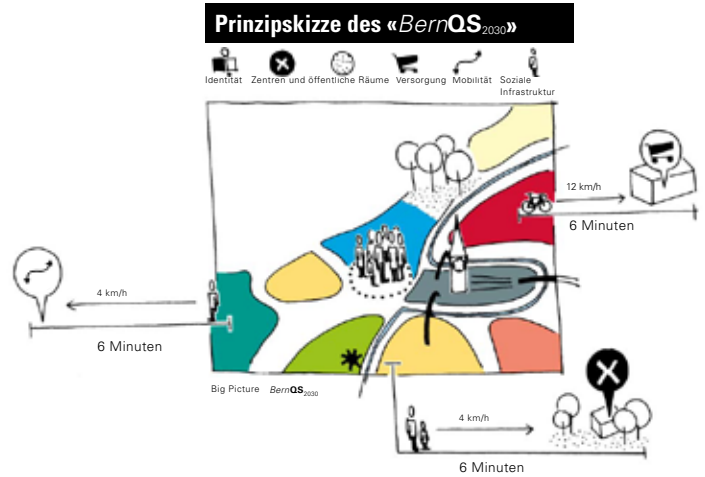 Prinzipskizze des «BernQS2030»
Identität Zentren und öffentliche Räume Versorgung Mobilität Soziale
Infrastruktur
12 km/h
6 Minuten
4 km/h
6 Minuten
Big Picture BernQS2030
4 km/h
6 Minuten